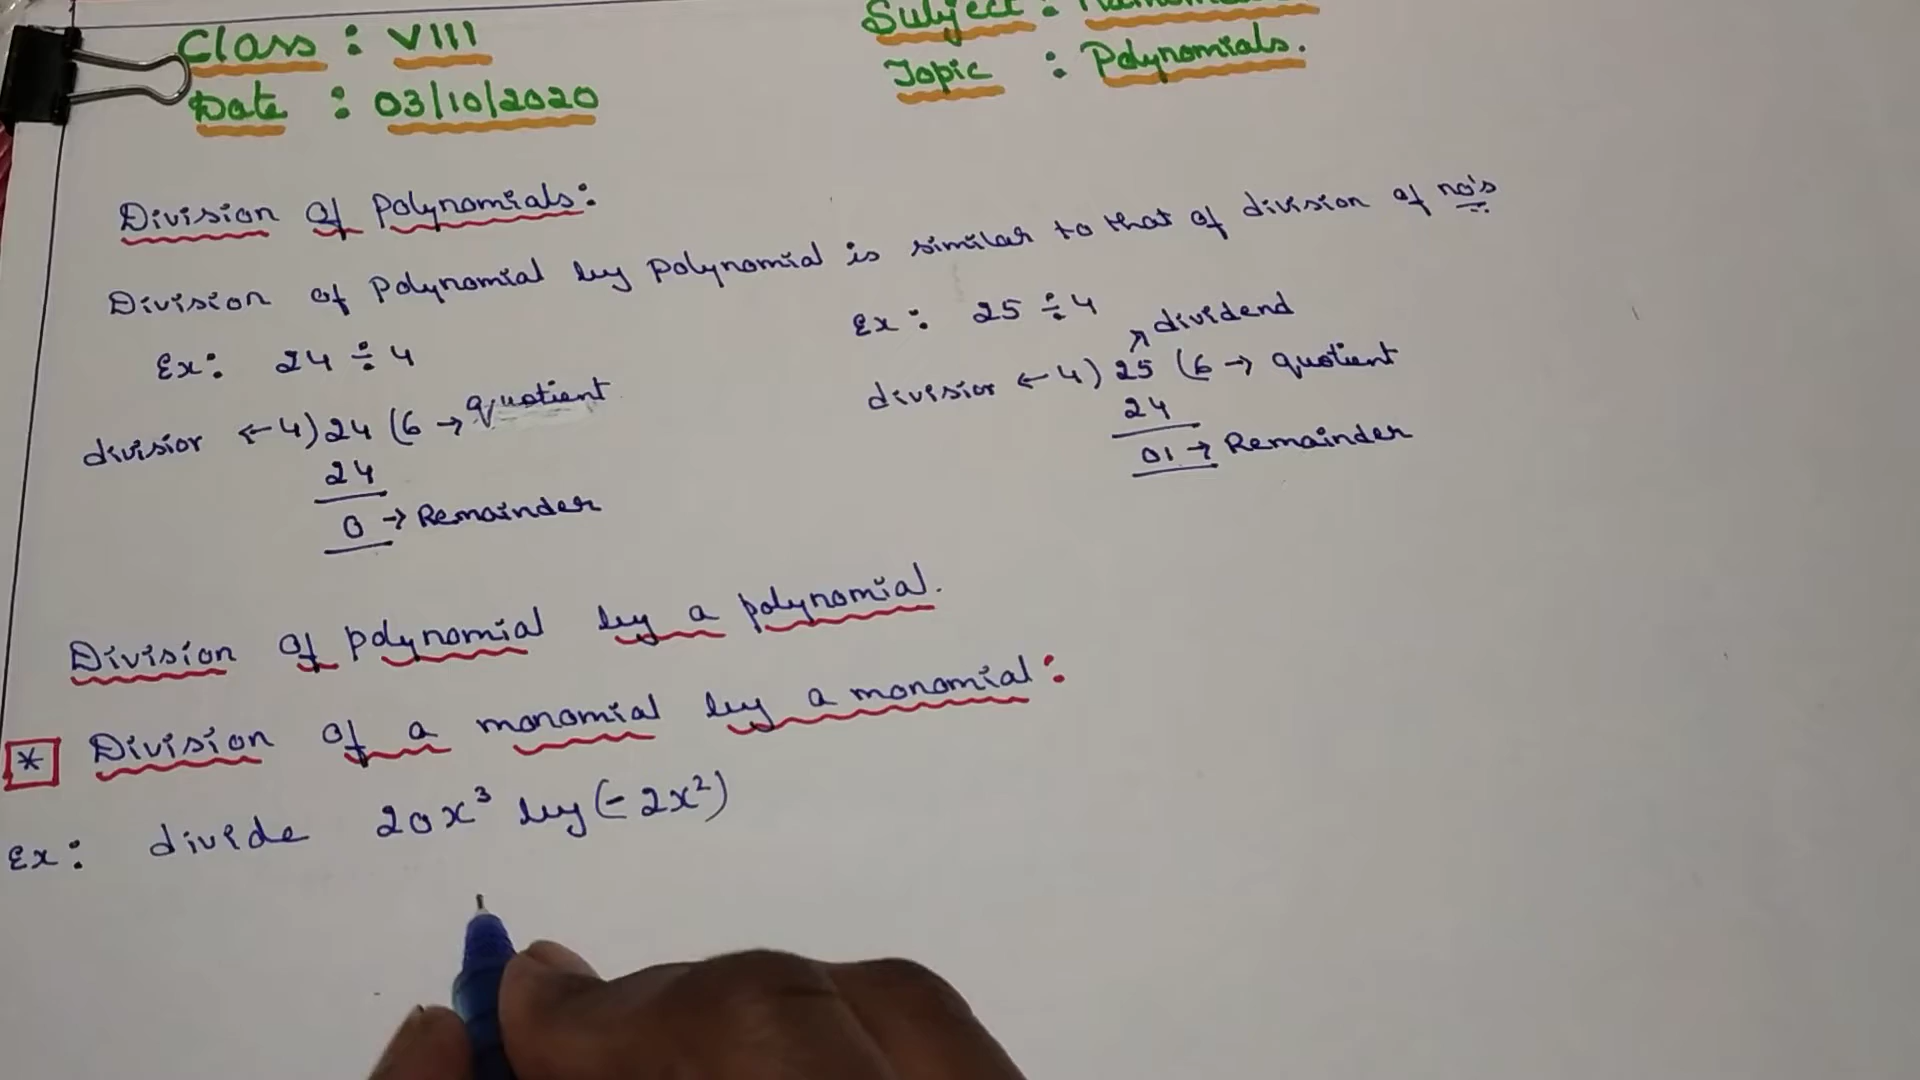 Class : VIII
Date : 03/10/2020
Subject :
Topic : Polynomials.
Division of Polynomials:
Division of Polynomial by Polynomial is similar to that of division of no's
Ex: 24 ÷ 4
divisior ← 4) 24 (6 → quotient
24
0 → Remainder
Ex: 25 ÷ 4
↗ dividend
divisior ← 4) 25 (6 → quotient
24
01 → Remainder
Division of polynomial by a polynomial.
* Division of a monomial by a monomial:
Ex: divide 20x³ by (-2x²)